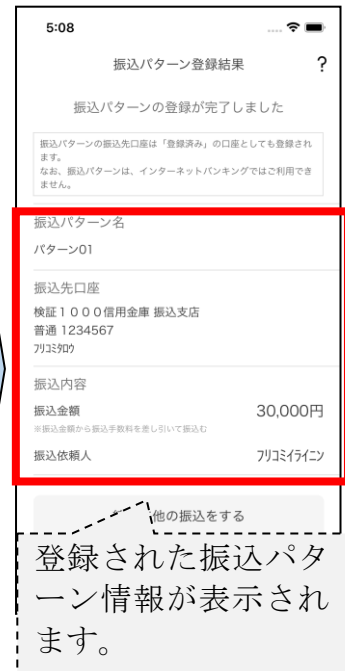 5:08
振込パターン登録結果 ?
振込パターンの登録が完了しました
振込パターンの振込先口座は「登録済み」の口座としても登録され
ます。
なお、振込パターンは、インターネットバンキングではご利用でき
ません。
振込パターン名
パターン01
振込先口座
検証１０００信用金庫 振込支店
普通 1234567
ﾌﾘｺﾐﾀﾛｳ
振込内容
振込金額 30,000円
※振込金額から振込手数料を差し引いて振込む
振込依頼人 ﾌﾘｺﾐｲﾗｲﾆﾝ
他の振込をする
登録された振込パタ
ーン情報が表示され
ます。